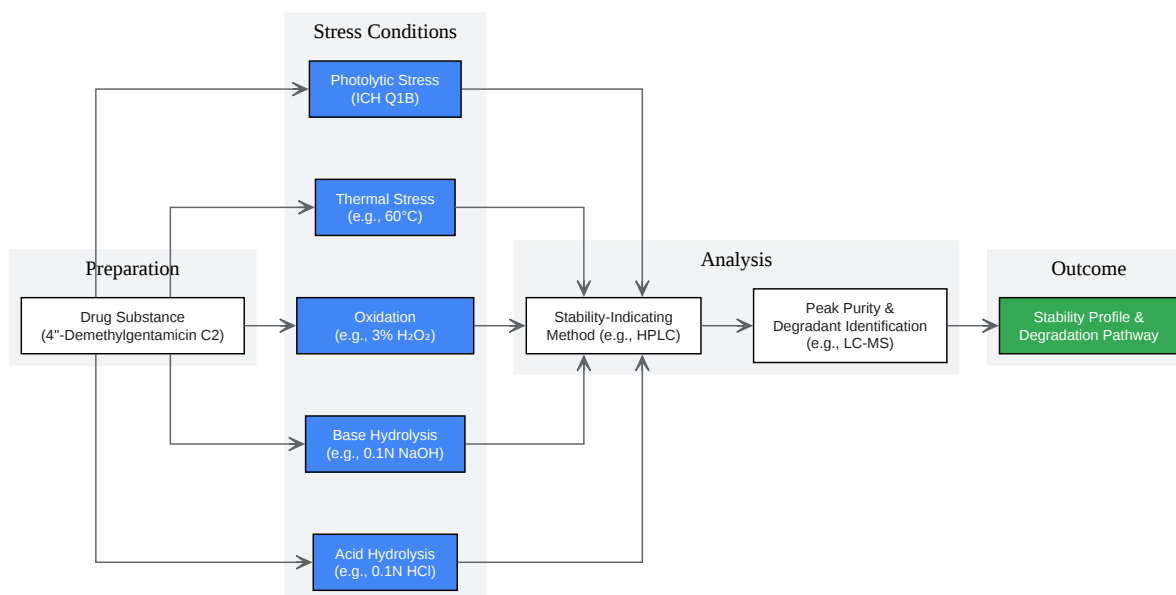 Stress Conditions
Photolytic Stress
(ICH Q1B)
Thermal Stress
(e.g., 60°C)
Preparation
Drug Substance
(4"-Demethylgentamicin C2)
Oxidation
(e.g., 3% H₂O₂)
Base Hydrolysis
(e.g., 0.1N NaOH)
Acid Hydrolysis
(e.g., 0.1N HCl)
Analysis
Stability-Indicating
Method (e.g., HPLC)
Peak Purity &
Degradant Identification
(e.g., LC-MS)
Outcome
Stability Profile &
Degradation Pathway